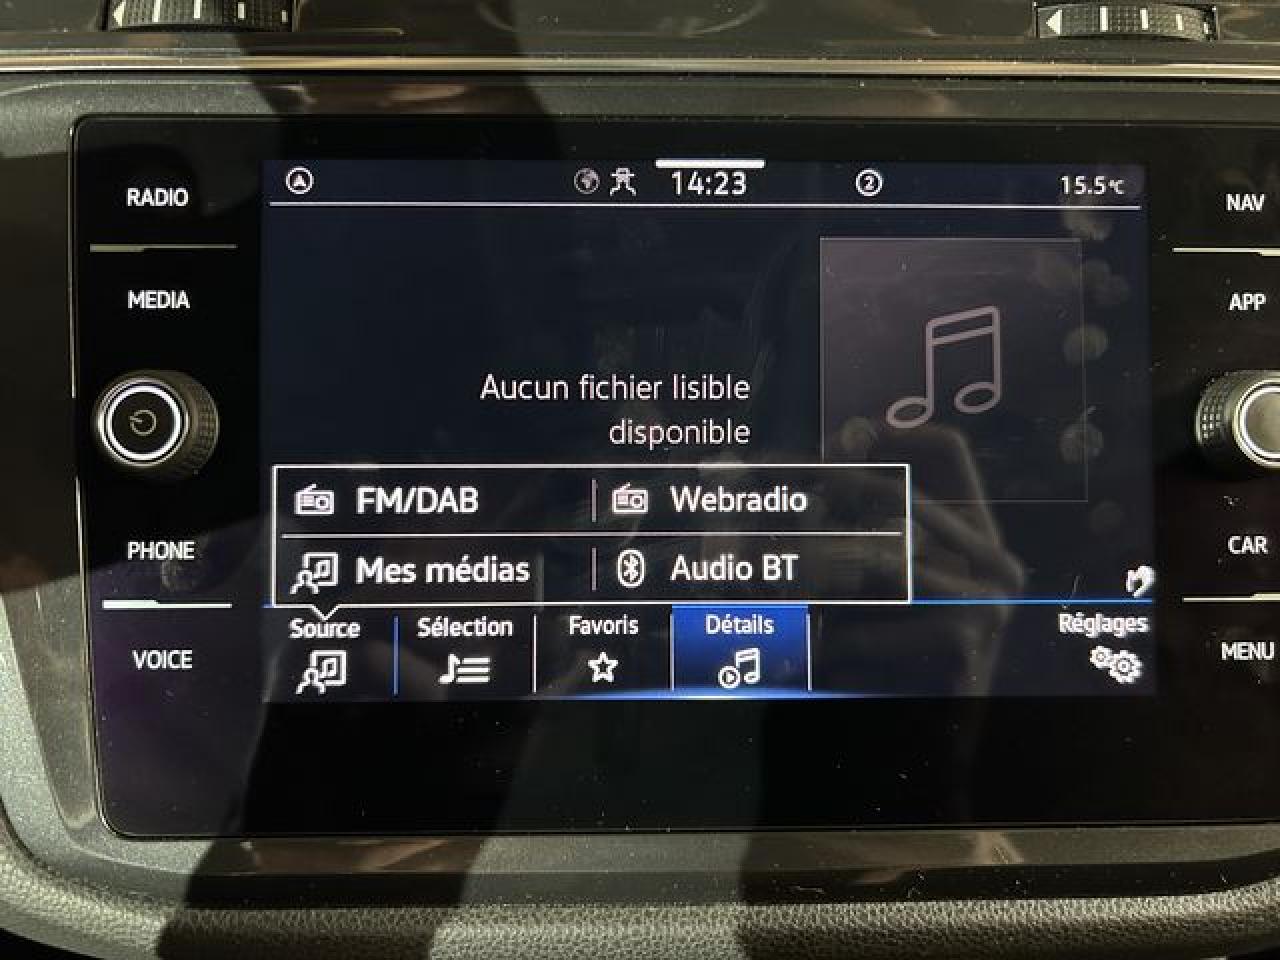 RADIO
MEDIA
PHONE
VOICE
A
14:23
2
15.5°C
Aucun fichier lisible
disponible
FM/DAB
Webradio
Mes médias
Audio BT
Source
Sélection
Favoris
Détails
Réglages
NAV
APP
CAR
MENU